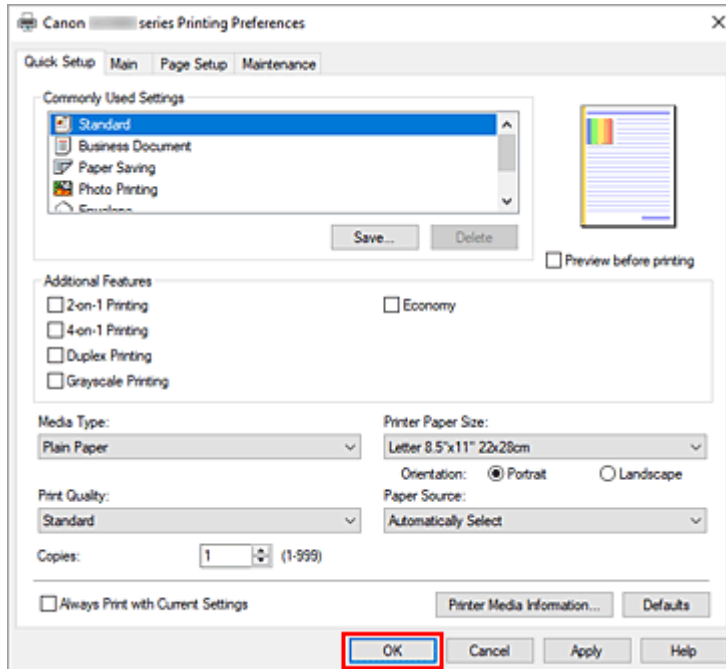 Canon series Printing Preferences
Quick Setup Main Page Setup Maintenance
Commonly Used Settings
Standard
Business Document
Paper Saving
Photo Printing
Envelope
Save... Delete
Preview before printing
Additional Features
2-on-1 Printing Economy
4-on-1 Printing
Duplex Printing
Grayscale Printing
Media Type: Printer Paper Size:
Plain Paper Letter 8.5"x11" 22x28cm
Orientation: Portrait Landscape
Print Quality: Paper Source:
Standard Automatically Select
Copies: 1 (1-999)
Always Print with Current Settings Printer Media Information... Defaults
OK Cancel Apply Help